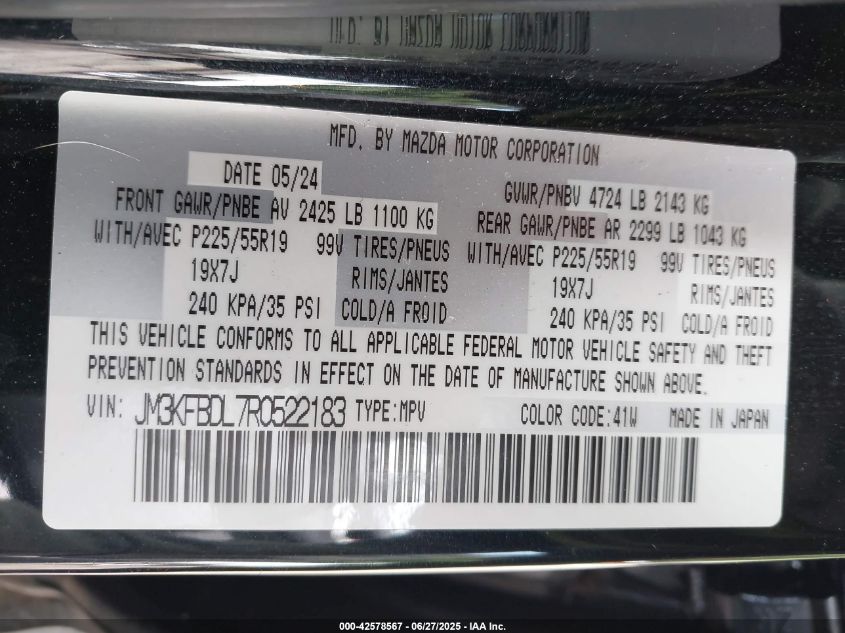 MFD. BY MAZDA MOTOR CORPORATION
DATE 05/24
GVWR/PNBV 4724 LB 2143 KG
FRONT GAWR/PNBE AV 2425 LB 1100 KG
REAR GAWR/PNBE AR 2299 LB 1043 KG
WITH/AVEC P225/55R19 99V TIRES/PNEUS
WITH/AVEC P225/55R19 99V TIRES/PNEUS
19X7J RIMS/JANTES
19X7J RIMS/JANTES
240 KPA/35 PSI COLD/A FROID
240 KPA/35 PSI COLD/A FROID
THIS VEHICLE CONFORMS TO ALL APPLICABLE FEDERAL MOTOR VEHICLE SAFETY AND THEFT
PREVENTION STANDARDS IN EFFECT ON THE DATE OF MANUFACTURE SHOWN ABOVE.
VIN: JM3KFBDL7R0522183 TYPE:MPV COLOR CODE:41W MADE IN JAPAN
000-42578567 / 06/27/2025 - IAA Inc.